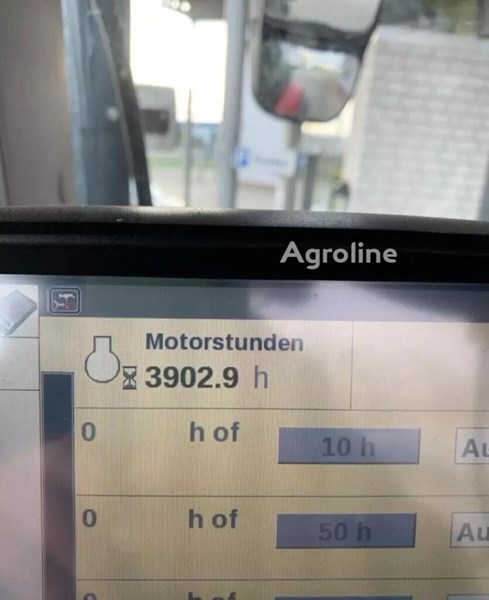 Agroline
Motorstunden
3902.9 h
0 h of 10 h Au
0 h of 50 h Au